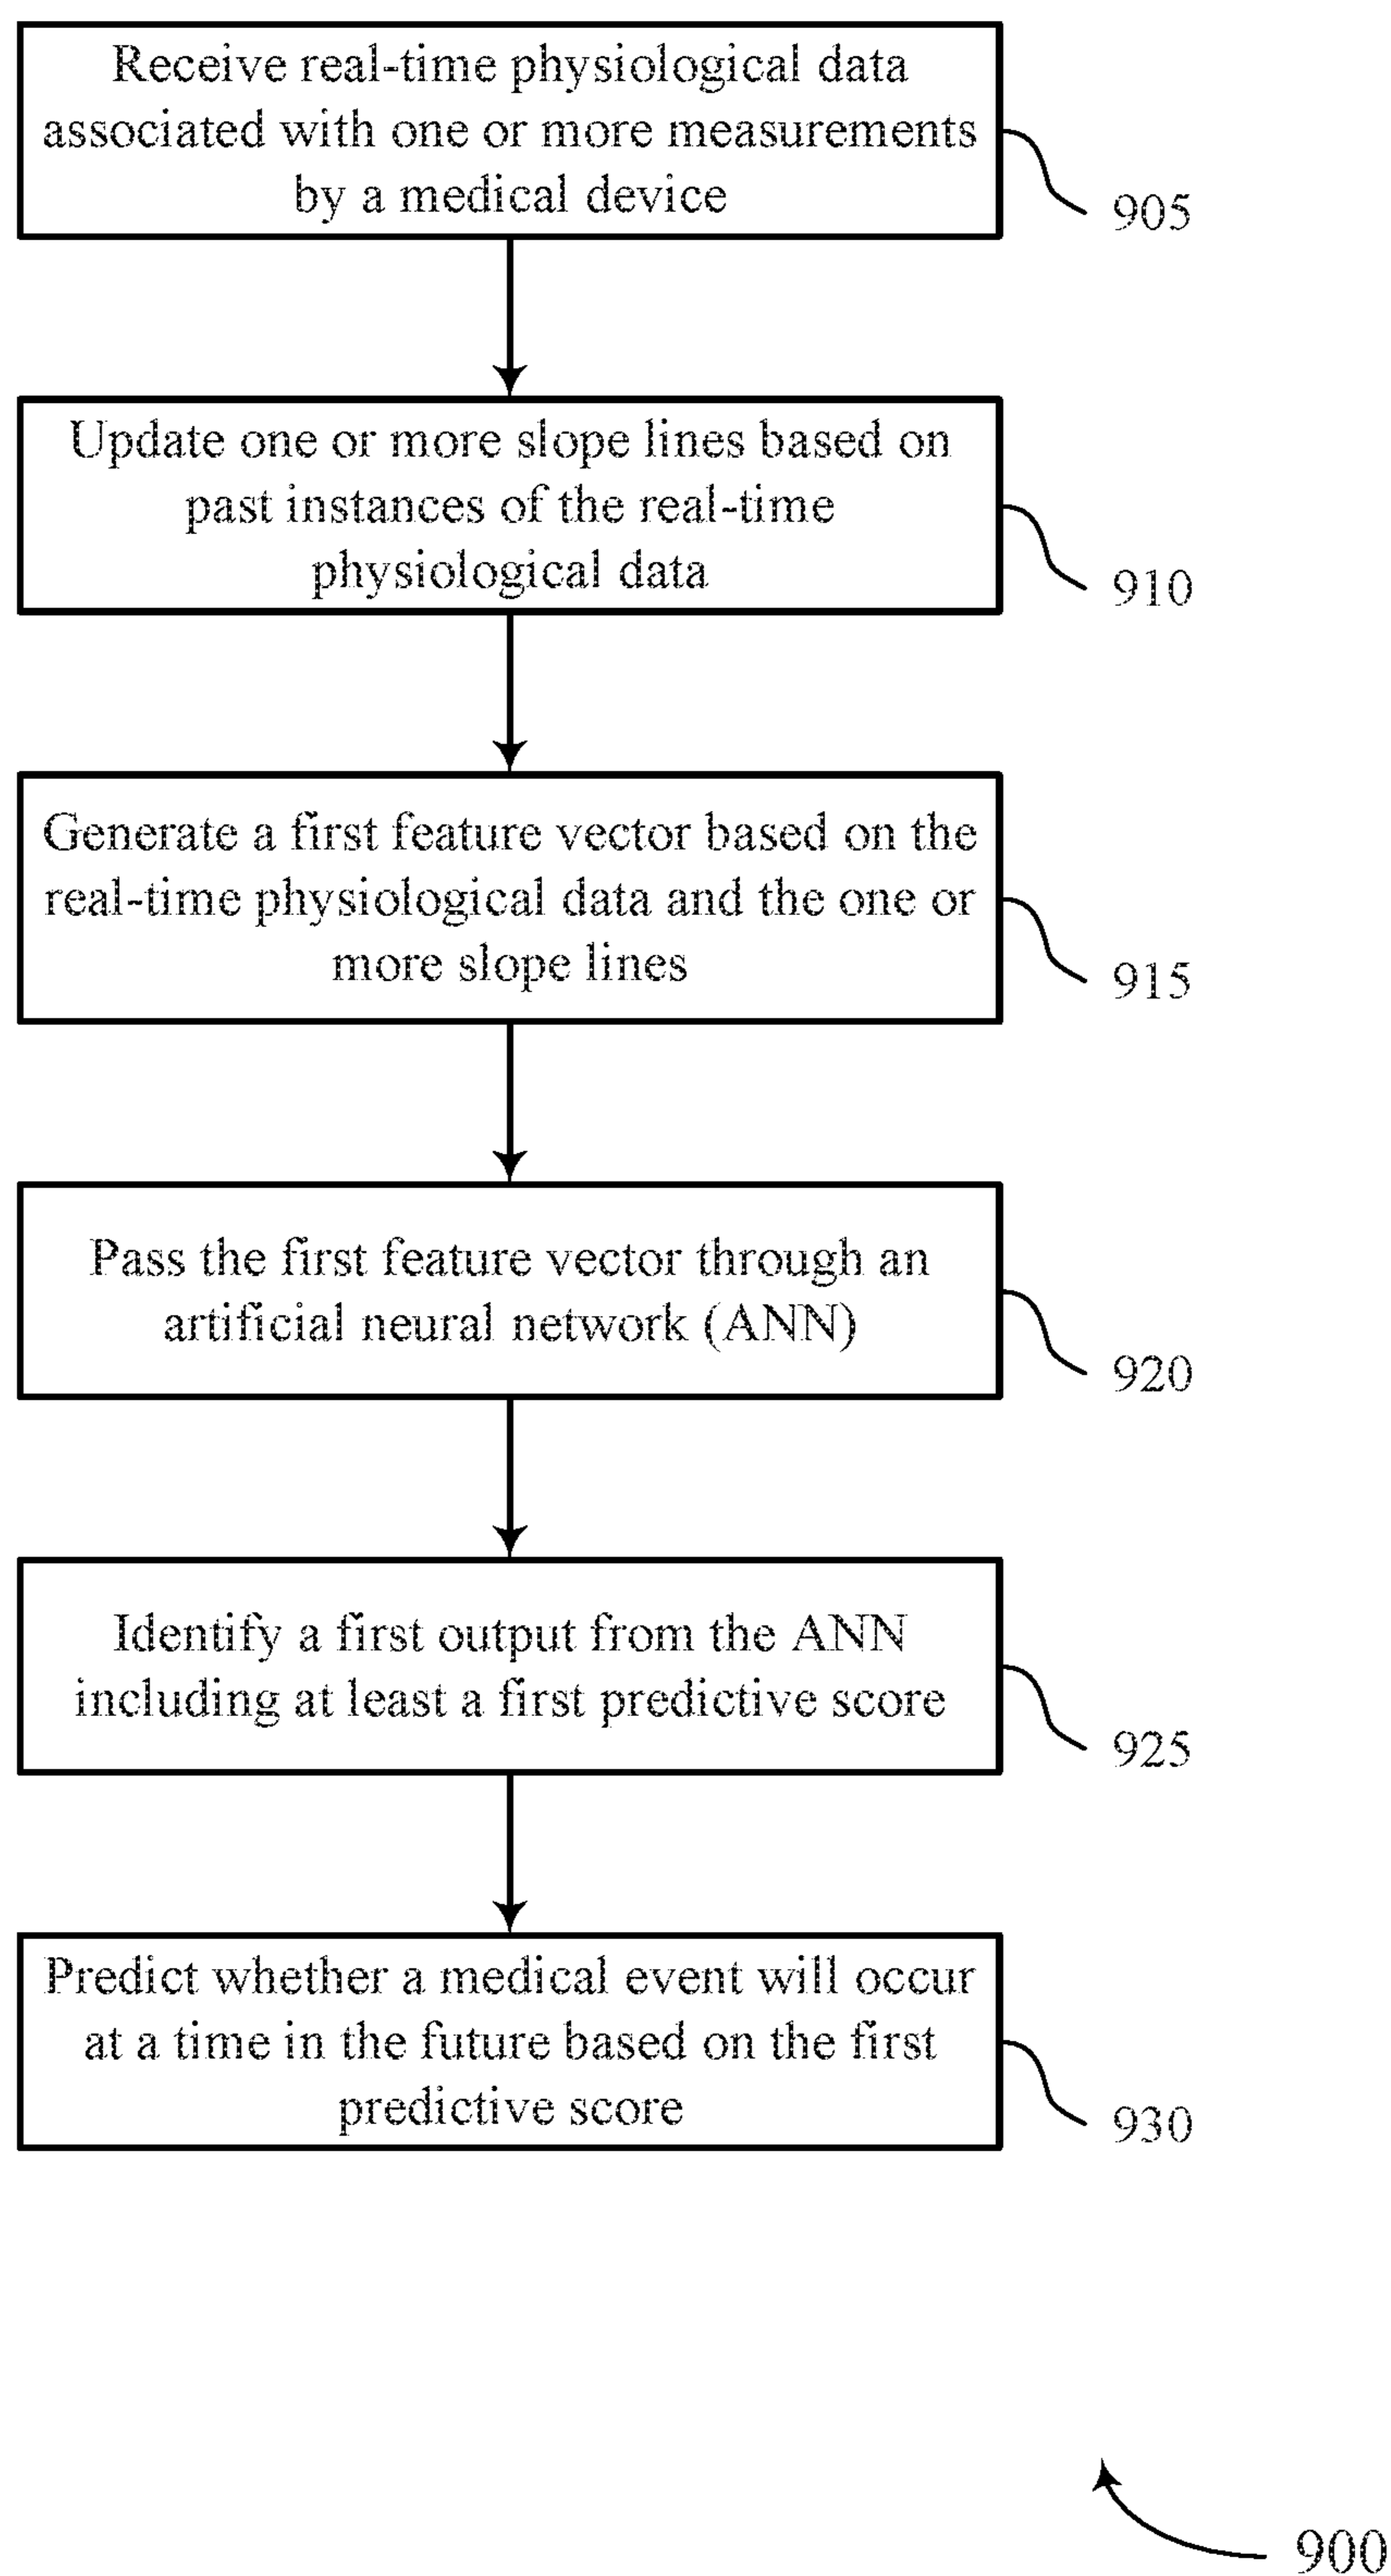 Receive real-time physiological data
associated with one or more measurements
by a medical device
905
Update one or more slope lines based on
past instances of the real-time
physiological data
910
Generate a first feature vector based on the
real-time physiological data and the one or
more slope lines
915
Pass the first feature vector through an
artificial neural network (ANN)
920
Identify a first output from the ANN
including at least a first predictive score
925
Predict whether a medical event will occur
at a time in the future based on the first
predictive score
930
900